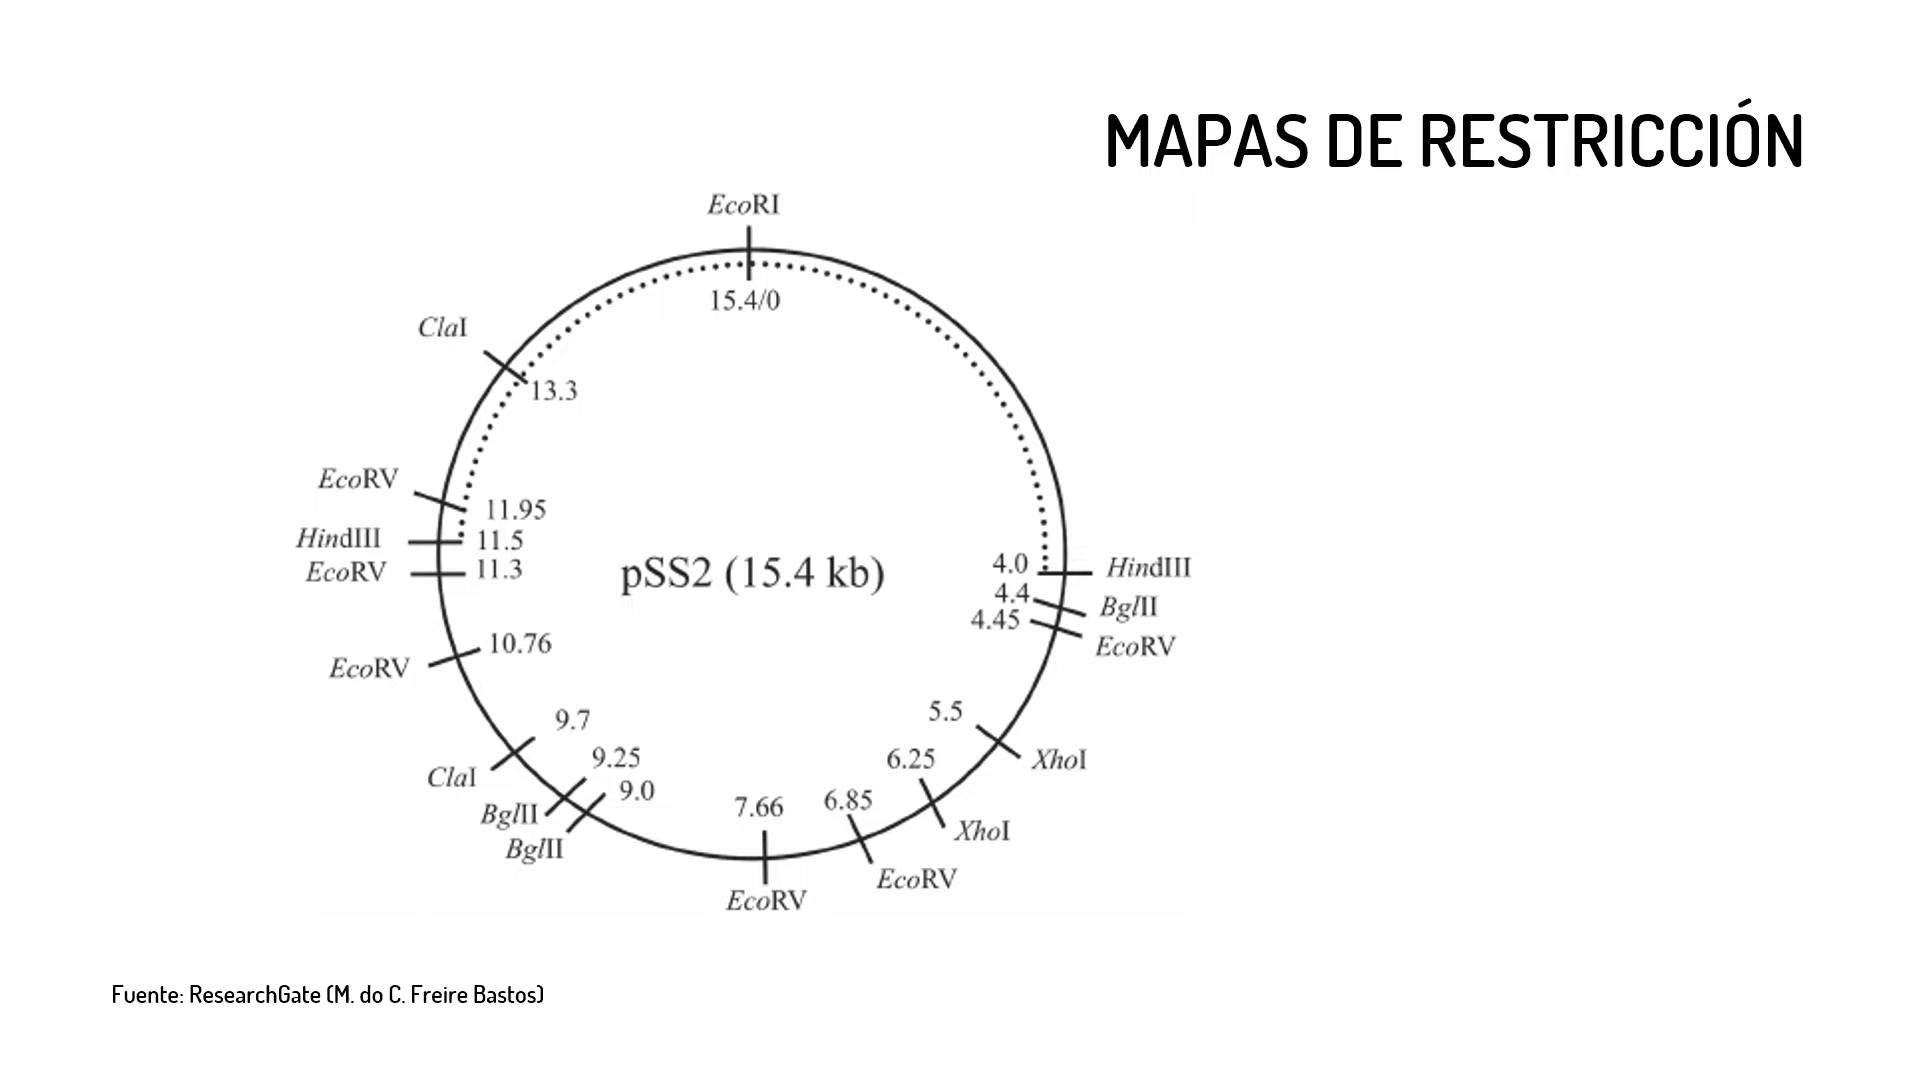 MAPAS DE RESTRICCIÓN
EcoRI
15.4/0
ClaI
13.3
EcoRV
11.95
HindIII
11.5
EcoRV
11.3
pSS2 (15.4 kb)
4.0
HindIII
4.4
BglII
4.45
EcoRV
10.76
EcoRV
5.5
XhoI
9.7
ClaI
9.25
BglII
9.0
BglII
6.25
XhoI
7.66
EcoRV
6.85
EcoRV
Fuente: ResearchGate (M. do C. Freire Bastos)